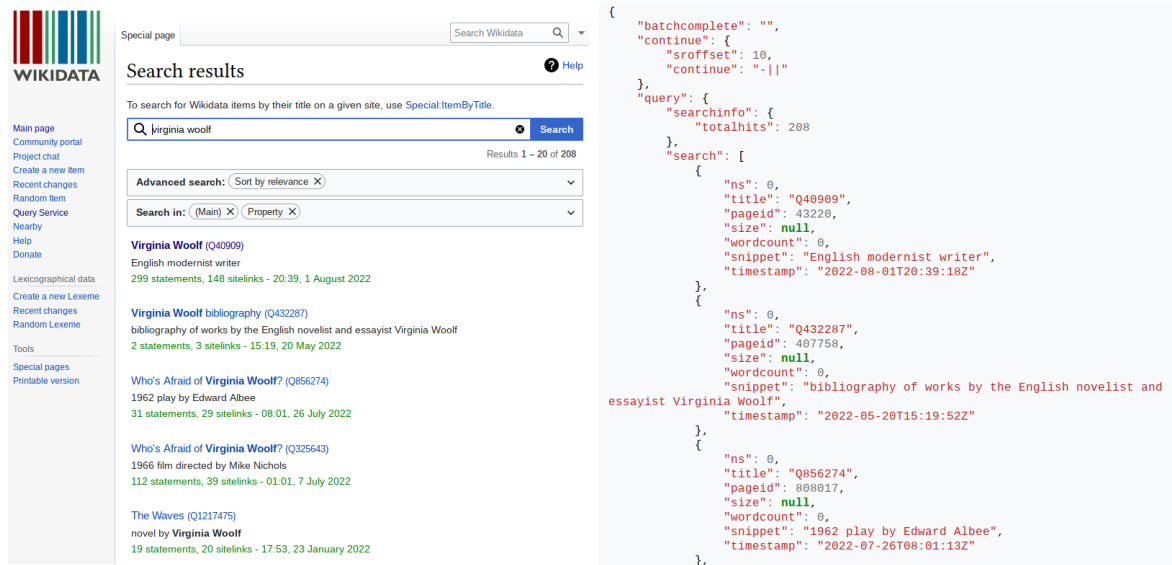 WIKIDATA
Main page
Community portal
Project chat
Create a new Item
Recent changes
Random Item
Query Service
Nearby
Help
Donate
Lexicographical data
Create a new Lexeme
Recent changes
Random Lexeme
Tools
Special pages
Printable version
Special page
Search Wikidata
Search results
Help
To search for Wikidata items by their title on a given site, use Special:ItemByTitle.
virginia woolf
Search
Results 1 – 20 of 208
Advanced search: Sort by relevance X
Search in: (Main) X Property X
Virginia Woolf (Q40909)
English modernist writer
299 statements, 148 sitelinks - 20:39, 1 August 2022
Virginia Woolf bibliography (Q432287)
bibliography of works by the English novelist and essayist Virginia Woolf
2 statements, 3 sitelinks - 15:19, 20 May 2022
Who's Afraid of Virginia Woolf? (Q856274)
1962 play by Edward Albee
31 statements, 29 sitelinks - 08:01, 26 July 2022
Who's Afraid of Virginia Woolf? (Q325643)
1966 film directed by Mike Nichols
112 statements, 39 sitelinks - 01:01, 7 July 2022
The Waves (Q1217475)
novel by Virginia Woolf
19 statements, 20 sitelinks - 17:53, 23 January 2022
{
"batchcomplete": "",
"continue": {
"sroffset": 10,
"continue": "-||"
},
"query": {
"searchinfo": {
"totalhits": 208
},
"search": [
{
"ns": 0,
"title": "Q40909",
"pageid": 43220,
"size": null,
"wordcount": 0,
"snippet": "English modernist writer",
"timestamp": "2022-08-01T20:39:18Z"
},
{
"ns": 0,
"title": "Q432287",
"pageid": 407758,
"size": null,
"wordcount": 0,
"snippet": "bibliography of works by the English novelist and
essayist Virginia Woolf",
"timestamp": "2022-05-20T15:19:52Z"
},
{
"ns": 0,
"title": "Q856274",
"pageid": 808017,
"size": null,
"wordcount": 0,
"snippet": "1962 play by Edward Albee",
"timestamp": "2022-07-26T08:01:13Z"
},